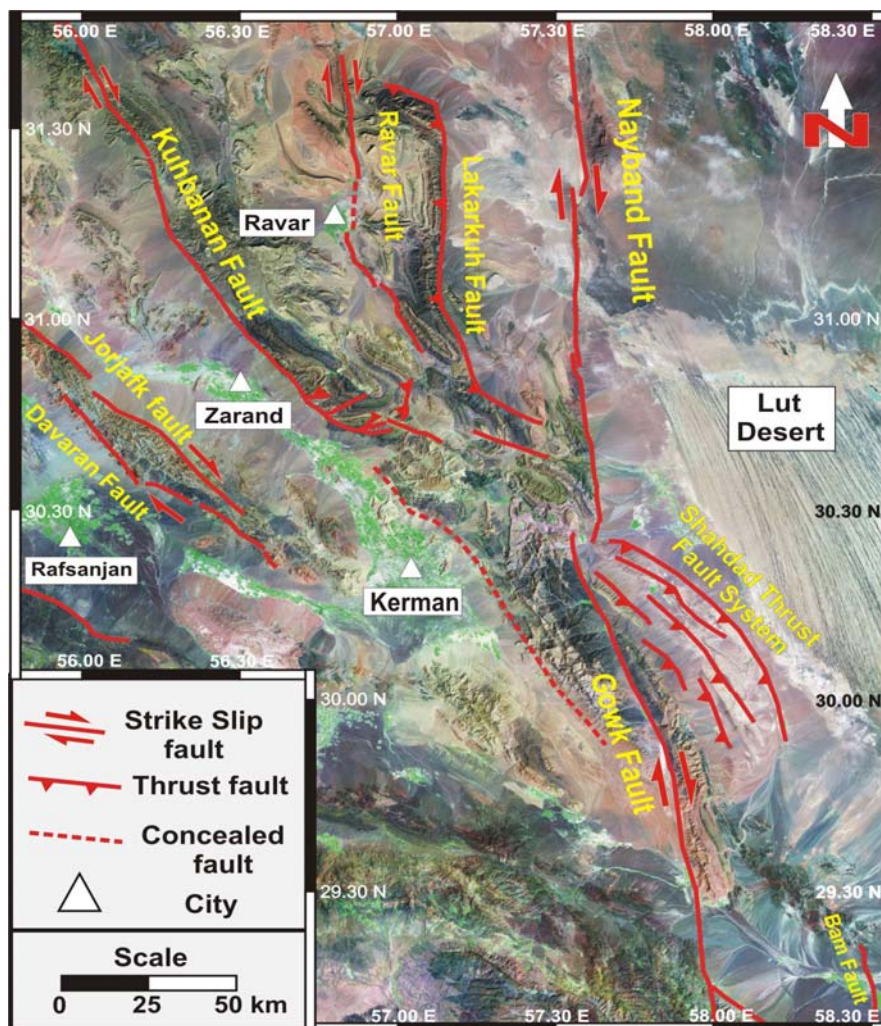 56.00 E
56.30 E
57.00 E
57.30 E
58.00 E
58.30 E
N
31.30 N
Kuhbanan Fault
Ravar
Ravar Fault
Lakarkuh Fault
Nayband Fault
31.00 N
31.00 N
Jorjafk fault
Davaran Fault
Zarand
Lut
Desert
30.30 N
30.30 N
Rafsanjan
Kerman
Shahdad Thrust
Fault System
56.00 E
56.30 E
30.00 N
30.00 N
Gowk Fault
Strike Slip
fault
Thrust fault
Concealed
fault
City
29.30 N
29.30 N
Bam Fault
Scale
0 25 50 km
57.00 E
57.30 E
58.00 E
58.30 E